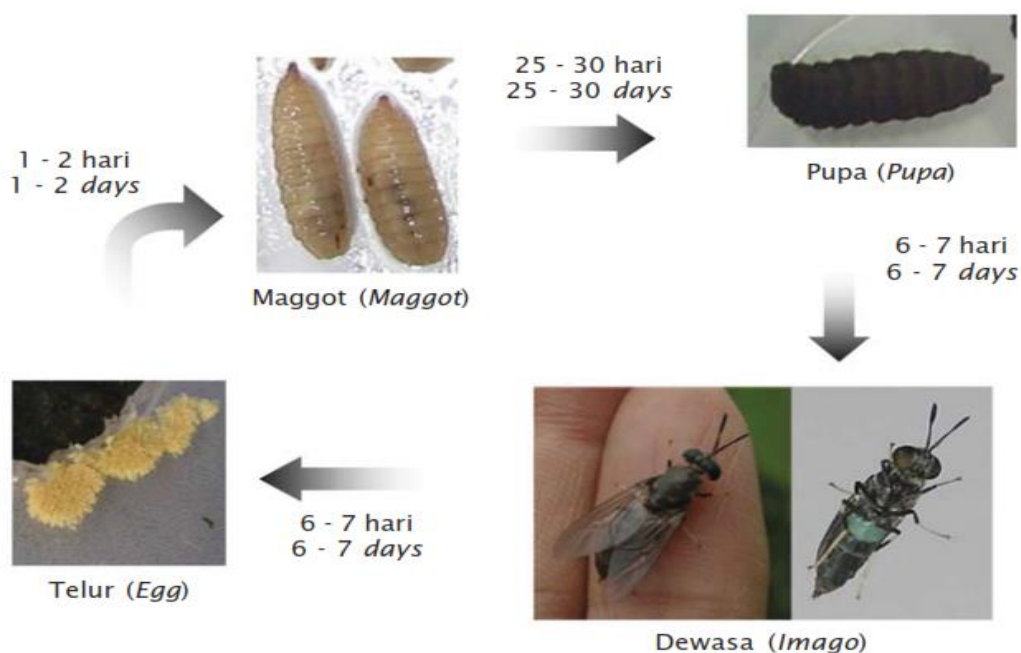 1 - 2 hari
1 - 2 days
Maggot (Maggot)
25 - 30 hari
25 - 30 days
Pupa (Pupa)
6 - 7 hari
6 - 7 days
Dewasa (Imago)
6 - 7 hari
6 - 7 days
Telur (Egg)